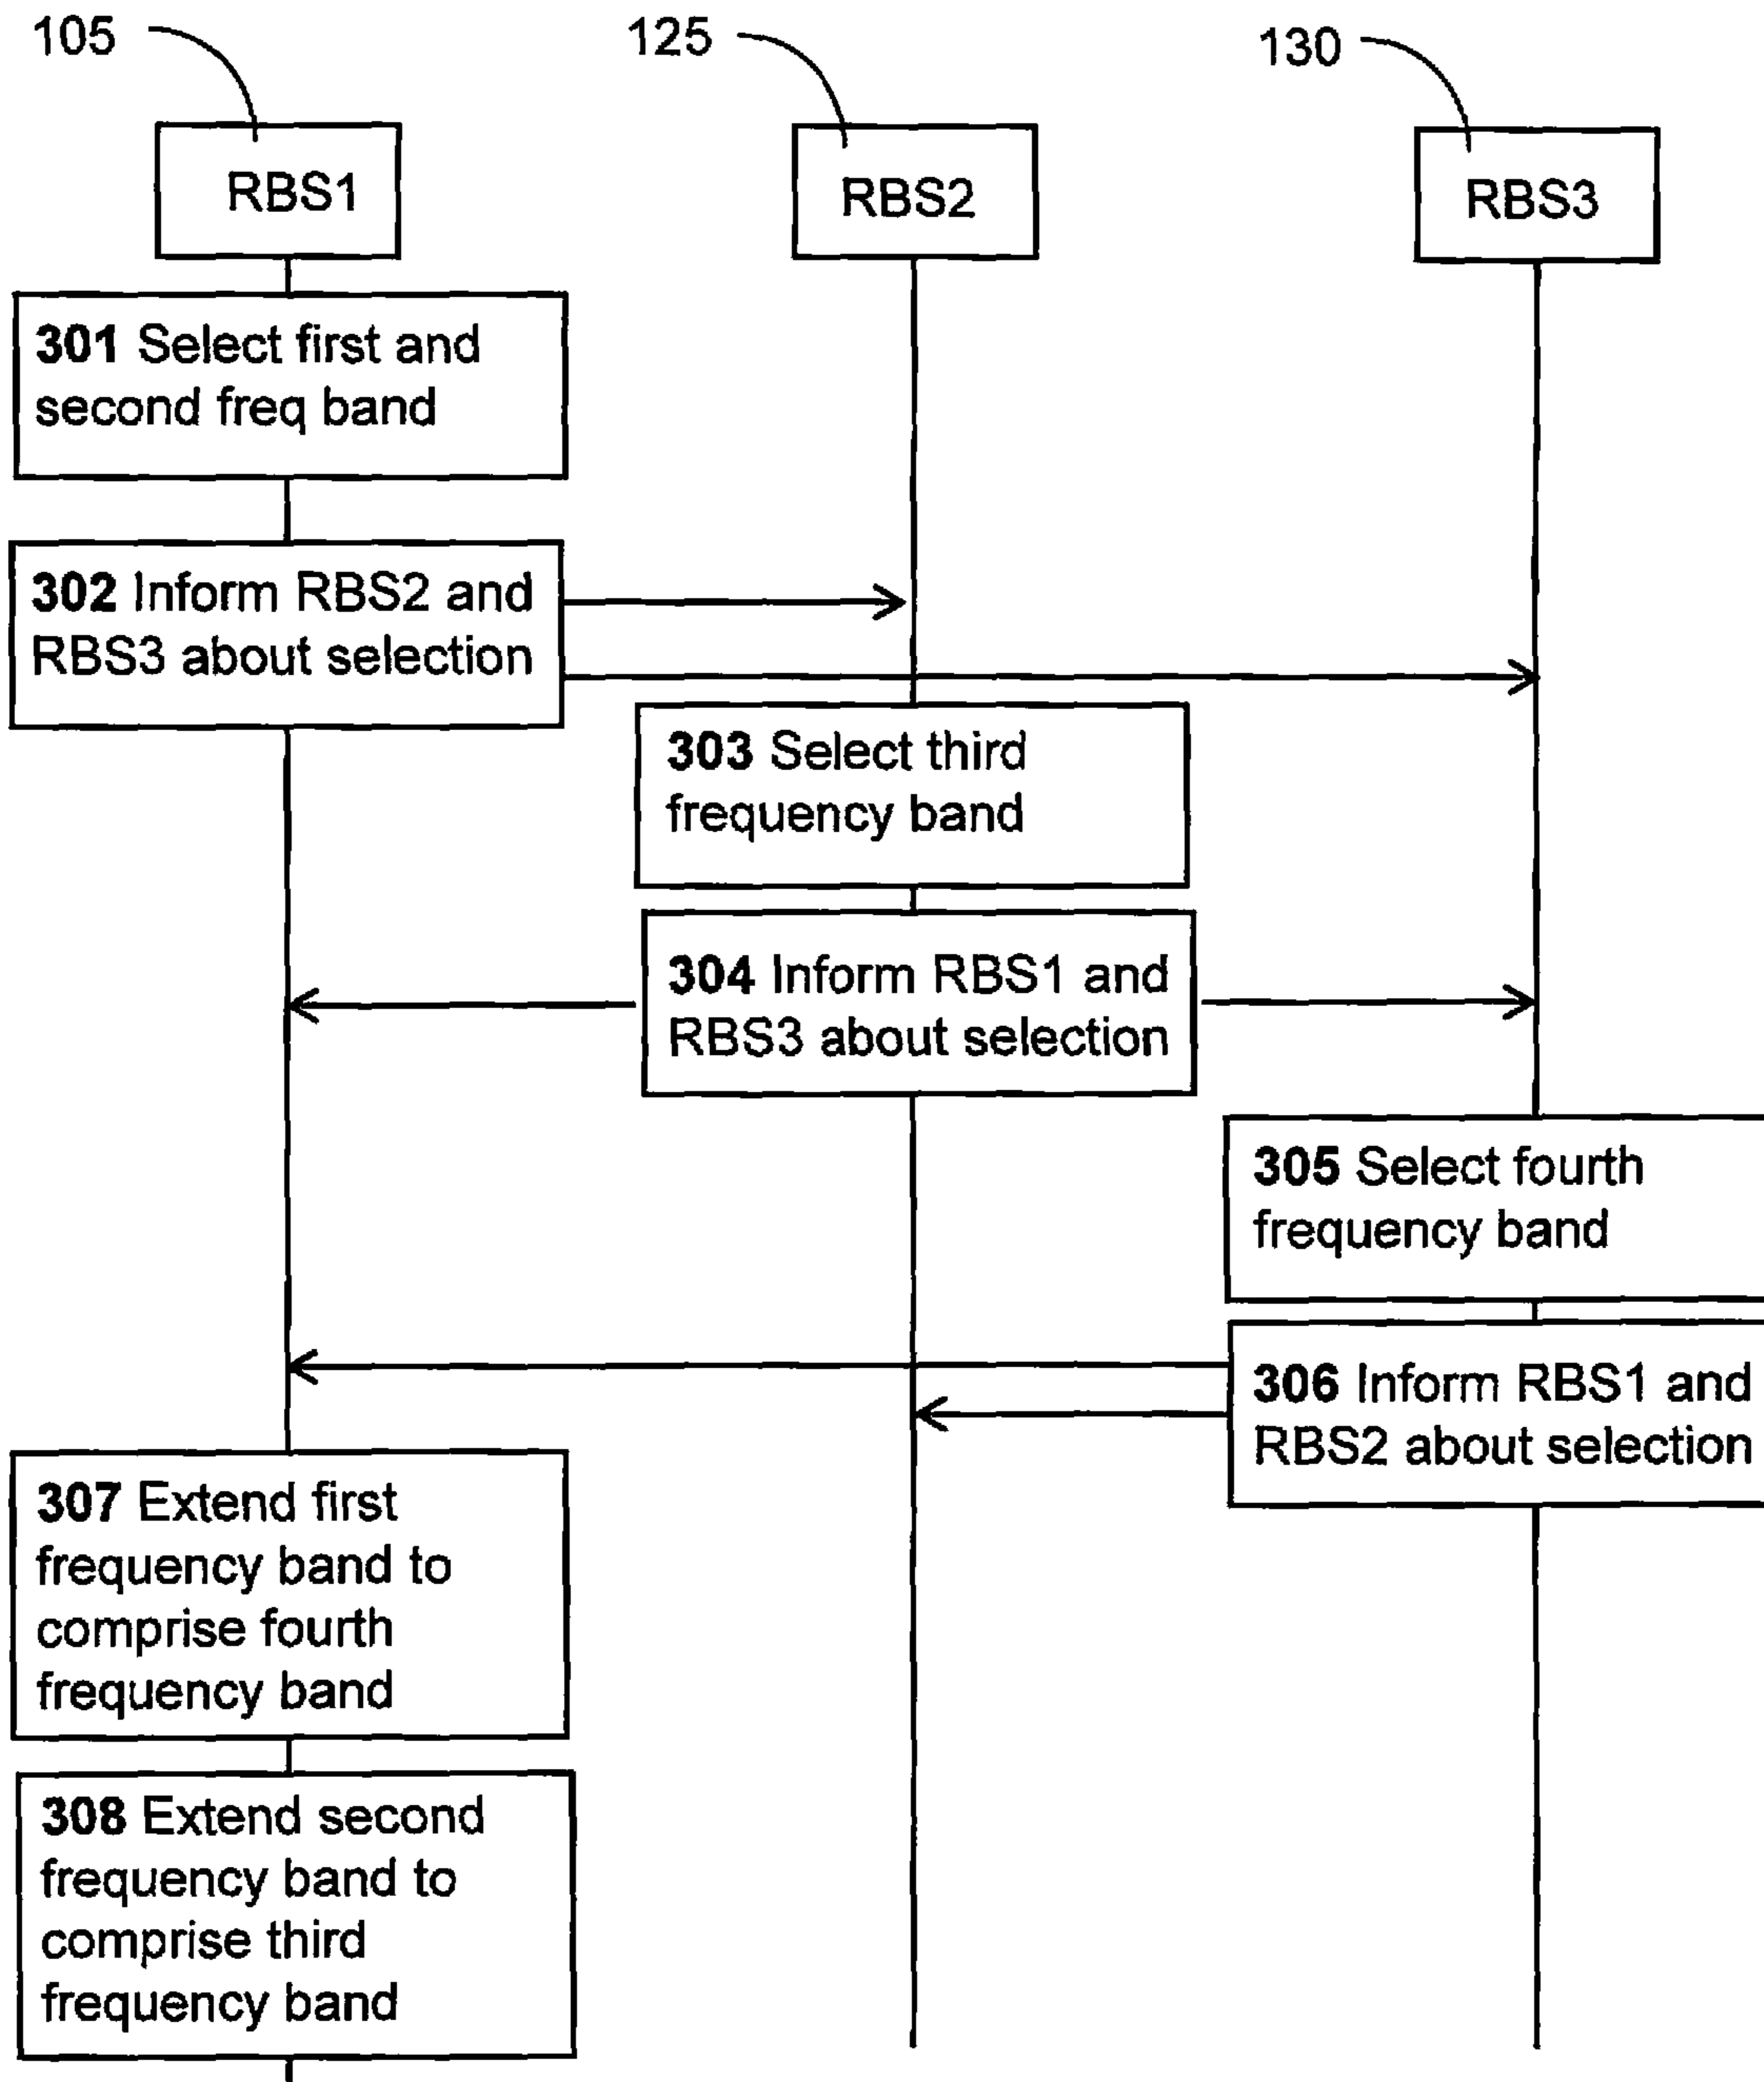 105
125
130
RBS1
RBS2
RBS3
301 Select first and
second freq band
302 Inform RBS2 and
RBS3 about selection
303 Select third
frequency band
304 Inform RBS1 and
RBS3 about selection
305 Select fourth
frequency band
306 Inform RBS1 and
RBS2 about selection
307 Extend first
frequency band to
comprise fourth
frequency band
308 Extend second
frequency band to
comprise third
frequency band